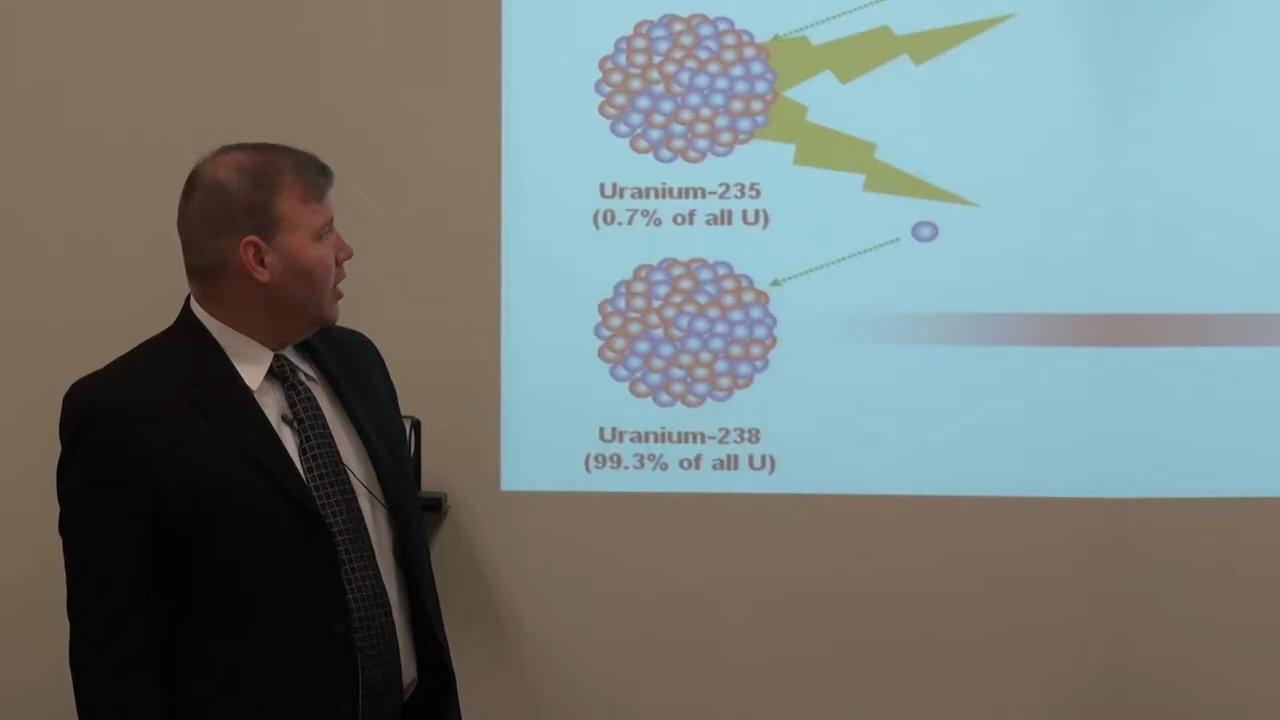 Uranium-235
(0.7% of all U)
Uranium-238
(99.3% of all U)